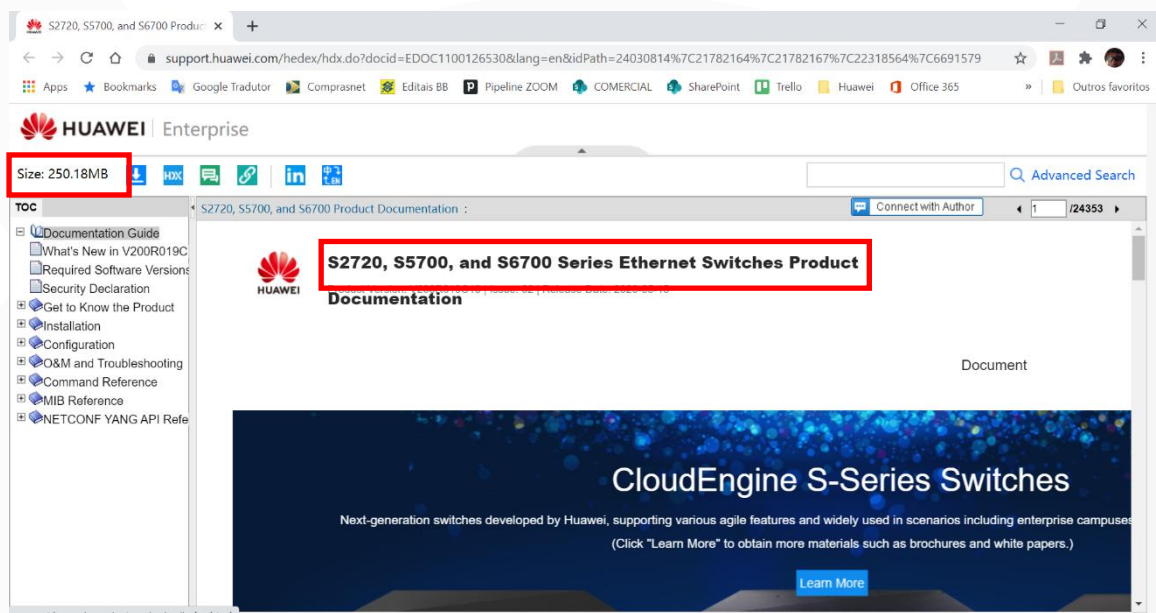 S2720, S5700, and S6700 Produc
support.huawei.com/hedex/hdx.do?docid=EDOC1100126530&lang=en&idPath=24030814%7C21782164%7C21782167%7C22318564%7C6691579
Apps Bookmarks Google Tradutor Comprasnet Editais BB Pipeline ZOOM COMERCIAL SharePoint Trello Huawei Office 365 » Outros favoritos
HUAWEI Enterprise
Size: 250.18MB HDX in Advanced Search
TOC S2720, S5700, and S6700 Product Documentation : Connect with Author 1 /24353
Documentation Guide
What's New in V200R019C
Required Software Versions
Security Declaration
Get to Know the Product
Installation
Configuration
O&M and Troubleshooting
Command Reference
MIB Reference
NETCONF YANG API Refe
HUAWEI
S2720, S5700, and S6700 Series Ethernet Switches Product
Documentation
Document
CloudEngine S-Series Switches
Next-generation switches developed by Huawei, supporting various agile features and widely used in scenarios including enterprise campuses
(Click "Learn More" to obtain more materials such as brochures and white papers.)
Learn More